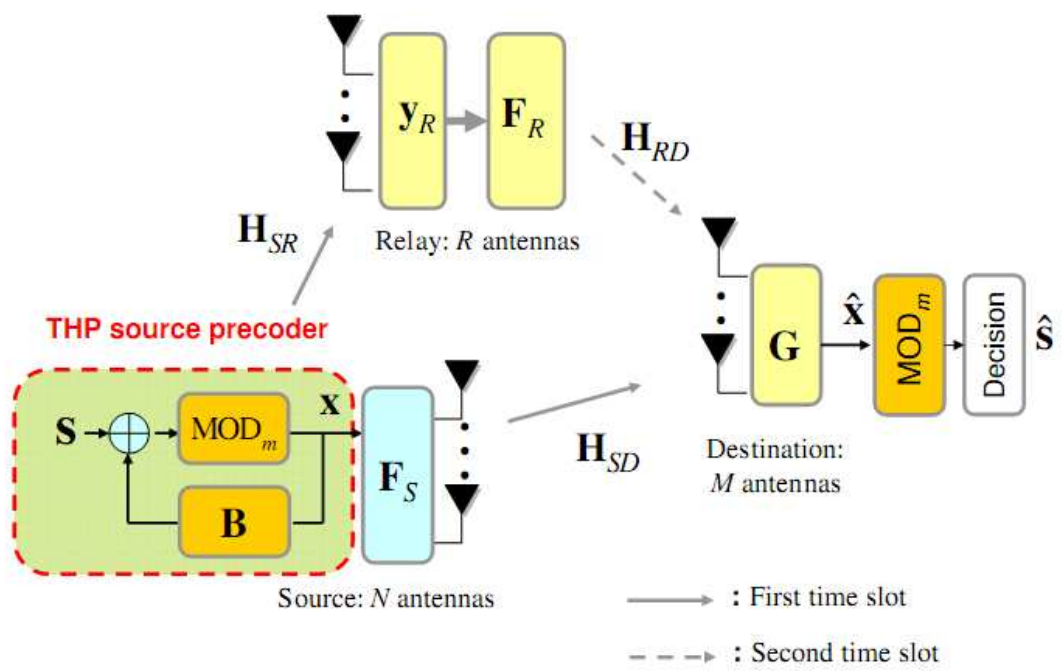 y_R
F_R
H_RD
H_SR
Relay: R antennas
THP source precoder
G
x̂
MOD_m
Decision
ŝ
s
MOD_m
x
F_S
H_SD
Destination:
M antennas
B
Source: N antennas
: First time slot
: Second time slot